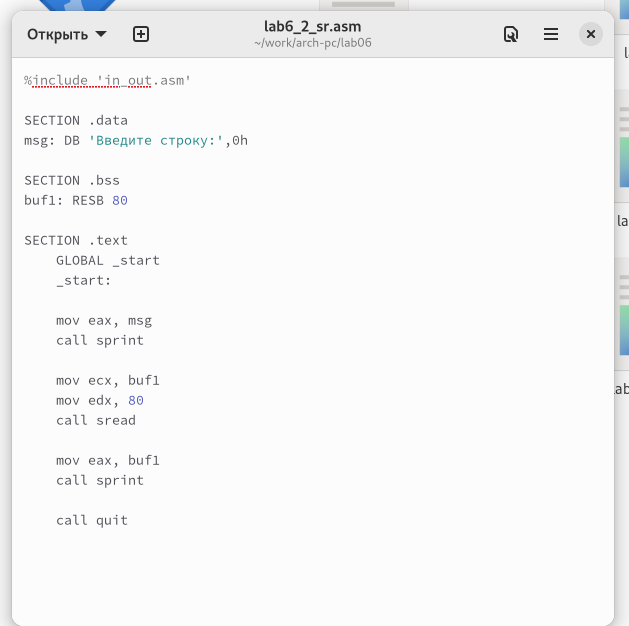 Открыть
lab6_2_sr.asm
~/work/arch-pc/lab06
%include 'in_out.asm'
SECTION .data
msg: DB 'Введите строку:',0h
SECTION .bss
buf1: RESB 80
SECTION .text
GLOBAL _start
_start:
mov eax, msg
call sprint
mov ecx, buf1
mov edx, 80
call sread
mov eax, buf1
call sprint
call quit
la
lab